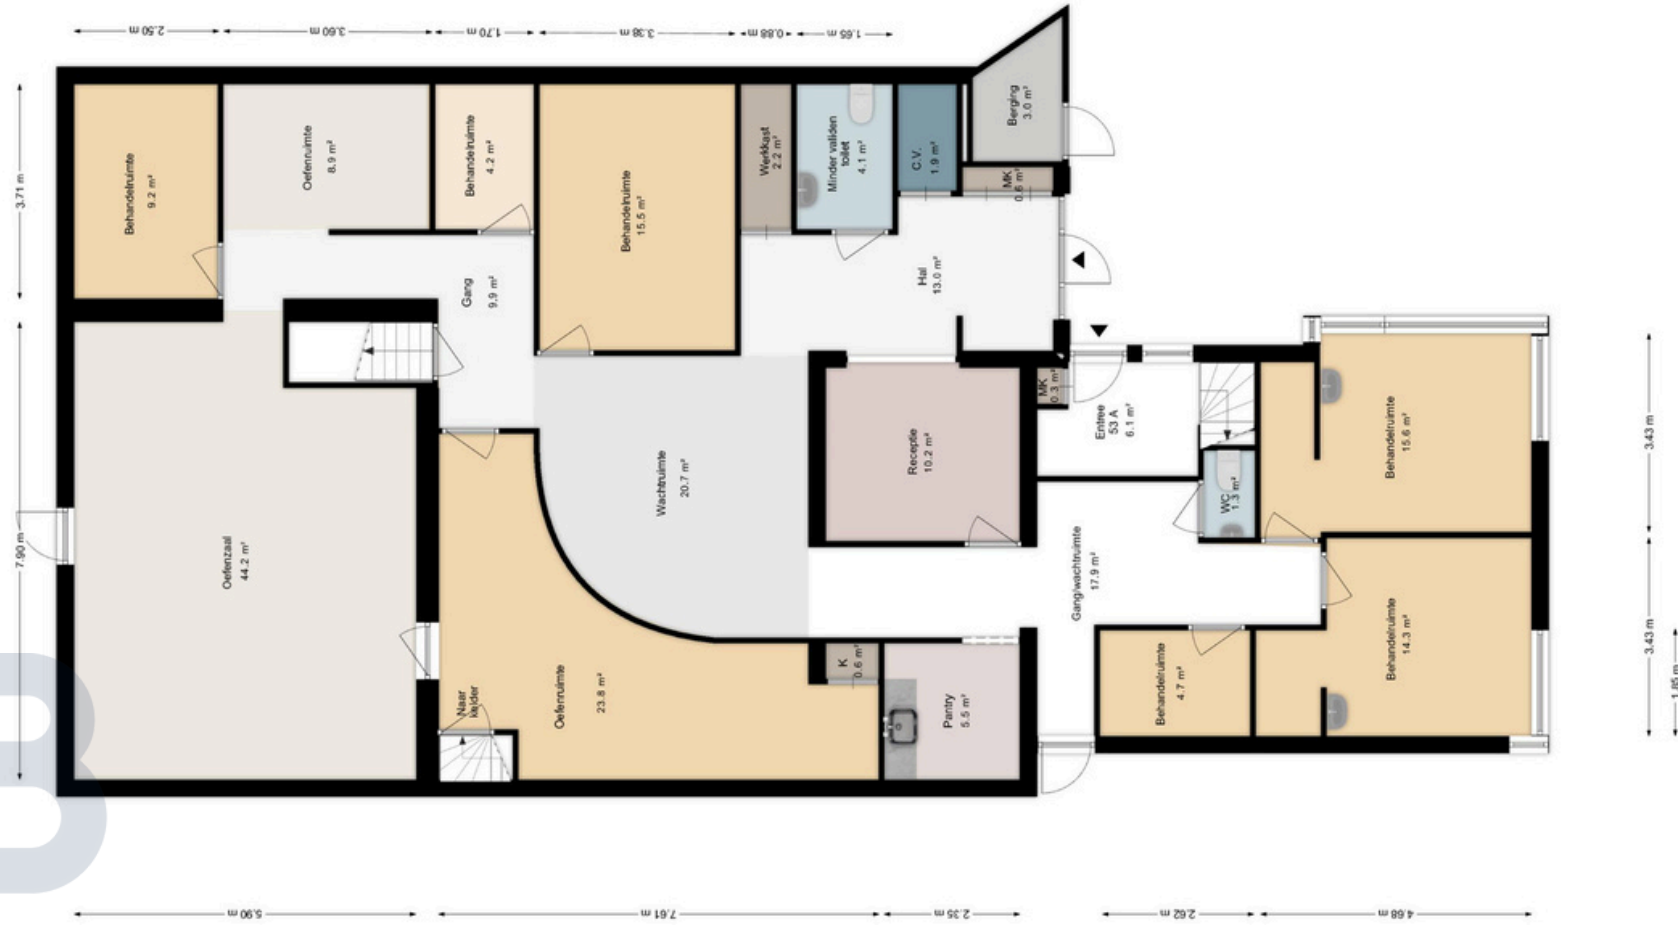 2.50 m
3.60 m
1.70 m
3.38 m
0.88 m
1.65 m
3.71 m
7.90 m
Behandelruimte
9.2 m²
Oefenruimte
8.9 m²
Behandelruimte
4.2 m²
Behandelruimte
15.5 m²
Werkkast
2.2 m²
Minder validen
toilet
4.1 m²
C.V.
1.9 m²
Berging
3.0 m²
MK
0.6 m²
Gang
9.9 m²
Hal
13.0 m²
Oefenzaal
44.2 m²
Wachtruimte
20.7 m²
Receptie
10.2 m²
MK
0.3 m²
Entree
53 A
6.1 m²
WC
1.3 m²
Behandelruimte
15.6 m²
Gang/wachtruimte
17.9 m²
Behandelruimte
14.3 m²
Behandelruimte
4.7 m²
Naar
kelder
Oefenruimte
23.8 m²
K
0.6 m²
Pantry
5.5 m²
3.43 m
3.43 m
1.85 m
5.90 m
7.61 m
2.35 m
2.62 m
4.68 m